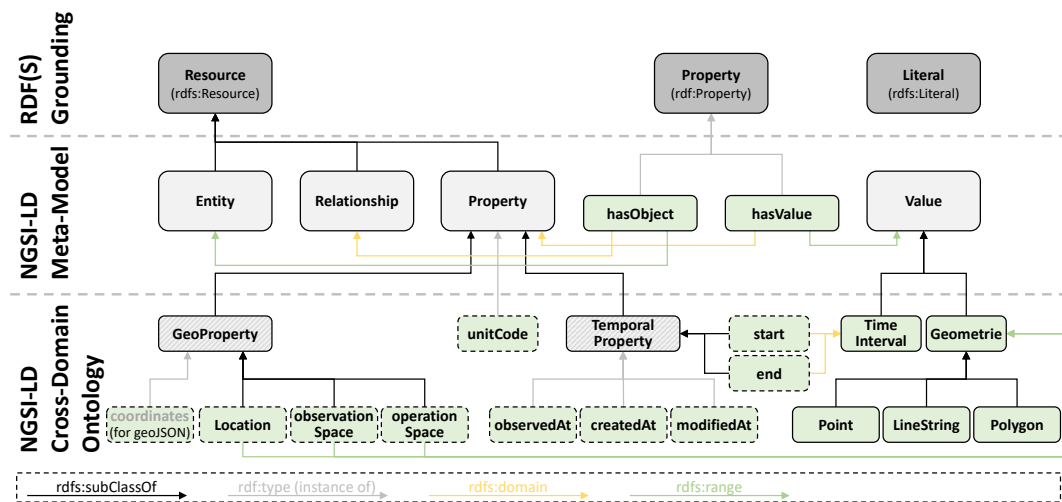 RDF(S)
Grounding
Resource
(rdfs:Resource)
Property
(rdf:Property)
Literal
(rdfs:Literal)
NGSI-LD
Meta-Model
Entity
Relationship
Property
hasObject
hasValue
Value
NGSI-LD
Cross-Domain
Ontology
GeoProperty
unitCode
Temporal
Property
start
end
Time
Interval
Geometrie
coordinates
(for geoJSON)
Location
observation
Space
operation
Space
observedAt
createdAt
modifiedAt
Point
LineString
Polygon
rdfs:subClassOf
rdf:type (instance of)
rdfs:domain
rdfs:range